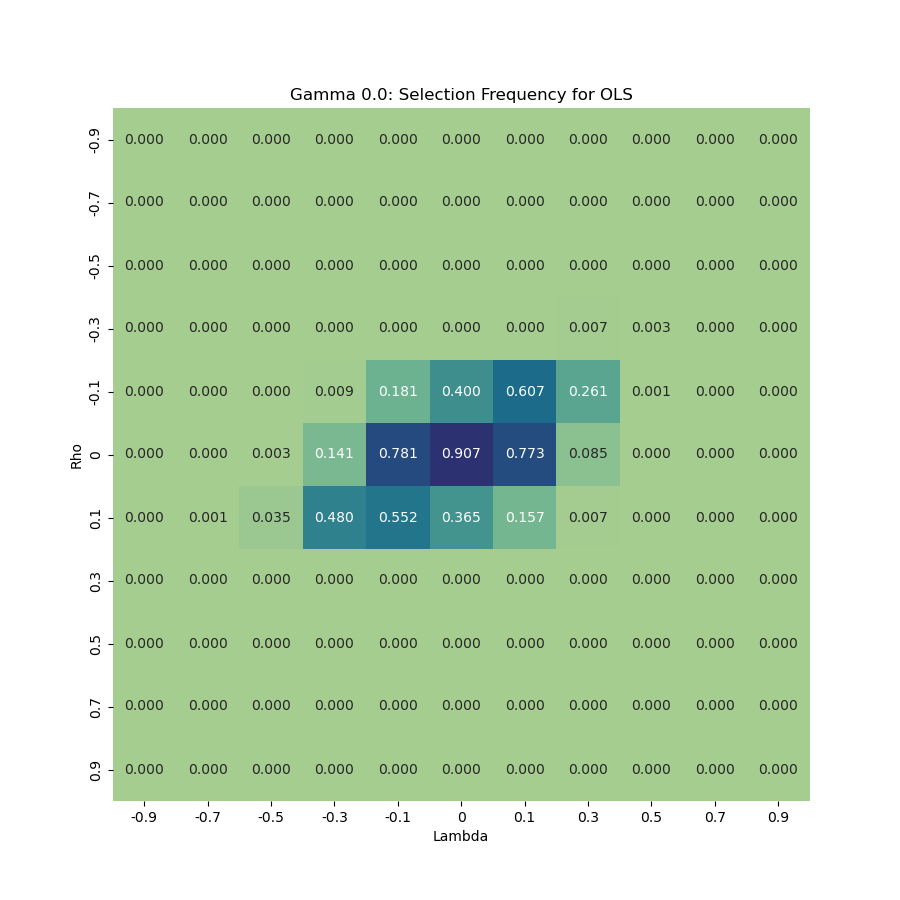 Gamma 0.0: Selection Frequency for OLS
-0.9 0.000 0.000 0.000 0.000 0.000 0.000 0.000 0.000 0.000 0.000 0.000
-0.7 0.000 0.000 0.000 0.000 0.000 0.000 0.000 0.000 0.000 0.000 0.000
-0.5 0.000 0.000 0.000 0.000 0.000 0.000 0.000 0.000 0.000 0.000 0.000
-0.3 0.000 0.000 0.000 0.000 0.000 0.000 0.000 0.007 0.003 0.000 0.000
-0.1 0.000 0.000 0.000 0.009 0.181 0.400 0.607 0.261 0.001 0.000 0.000
Rho
0 0.000 0.000 0.003 0.141 0.781 0.907 0.773 0.085 0.000 0.000 0.000
0.1 0.000 0.001 0.035 0.480 0.552 0.365 0.157 0.007 0.000 0.000 0.000
0.3 0.000 0.000 0.000 0.000 0.000 0.000 0.000 0.000 0.000 0.000 0.000
0.5 0.000 0.000 0.000 0.000 0.000 0.000 0.000 0.000 0.000 0.000 0.000
0.7 0.000 0.000 0.000 0.000 0.000 0.000 0.000 0.000 0.000 0.000 0.000
0.9 0.000 0.000 0.000 0.000 0.000 0.000 0.000 0.000 0.000 0.000 0.000
-0.9 -0.7 -0.5 -0.3 -0.1 0 0.1 0.3 0.5 0.7 0.9
Lambda